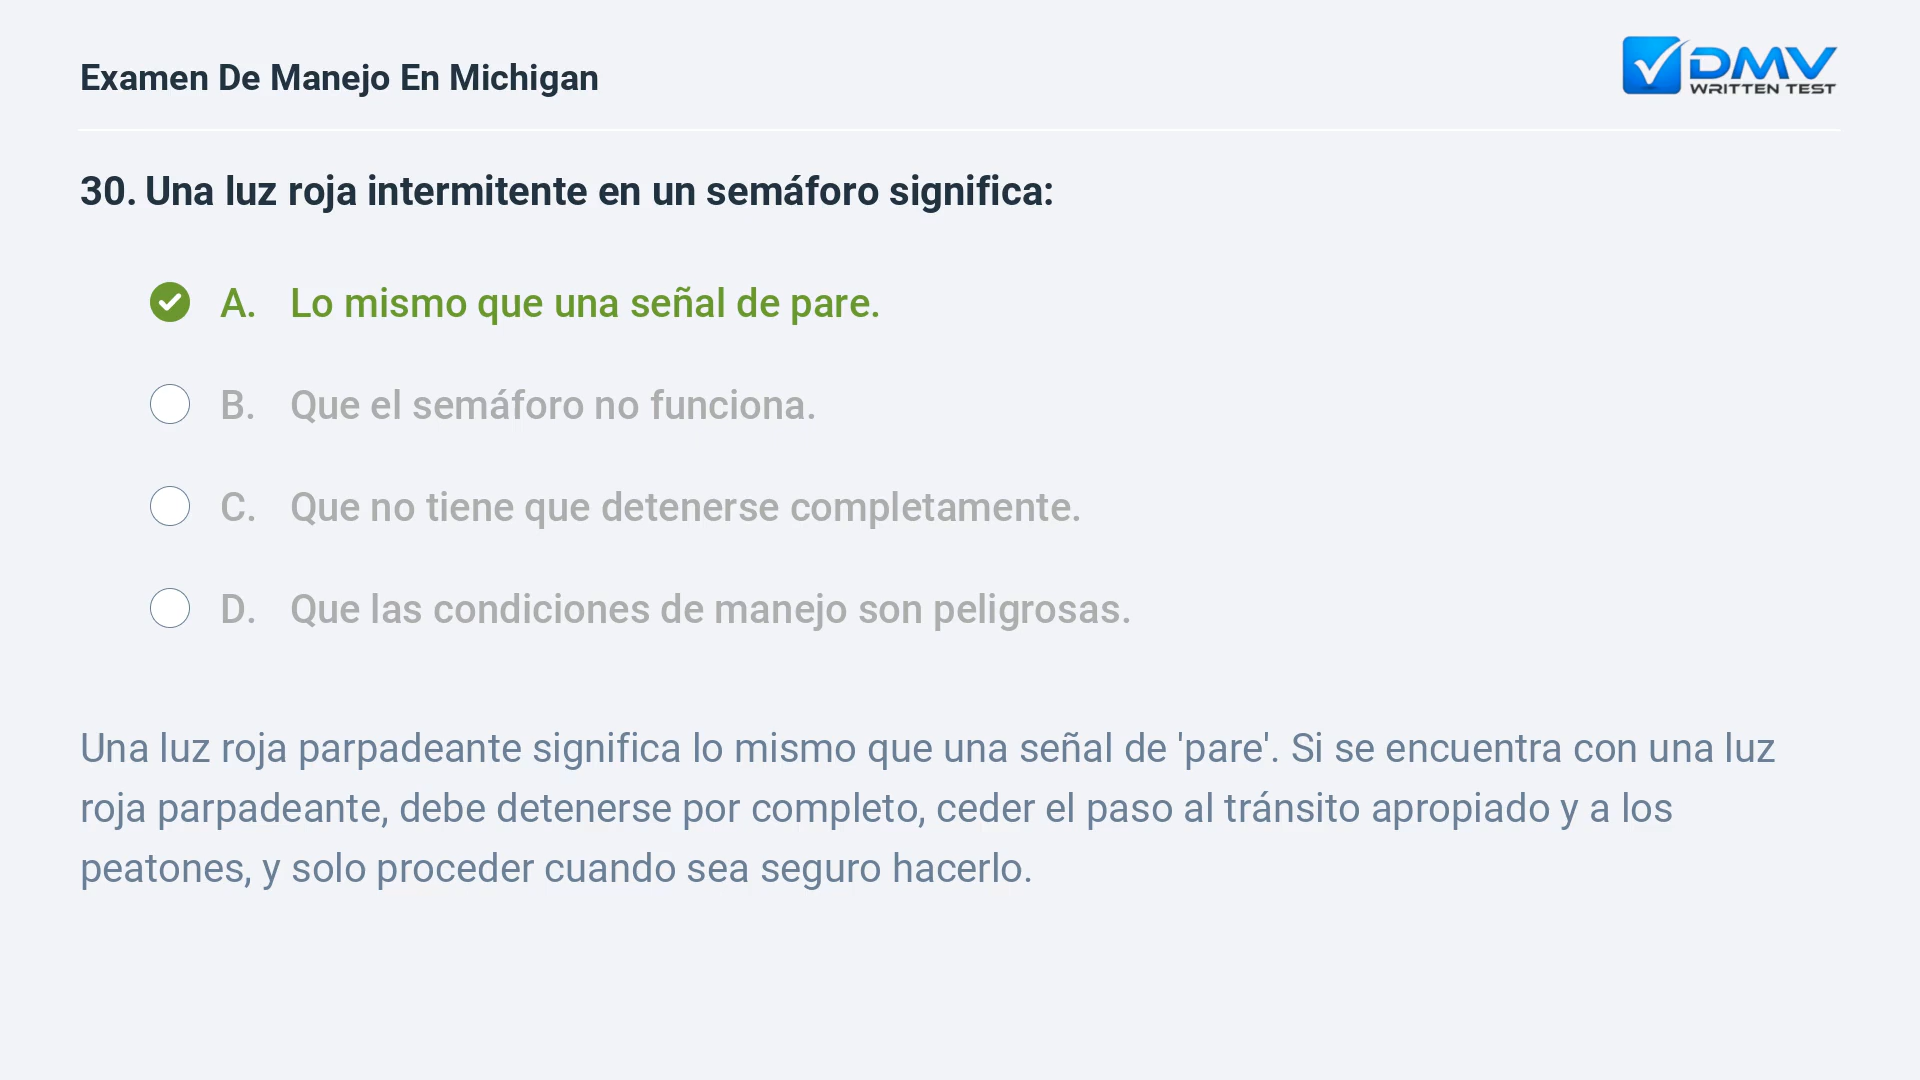 Examen De Manejo En Michigan
DMV
WRITTEN TEST
30. Una luz roja intermitente en un semáforo significa:
A. Lo mismo que una señal de pare.
B. Que el semáforo no funciona.
C. Que no tiene que detenerse completamente.
D. Que las condiciones de manejo son peligrosas.
Una luz roja parpadeante significa lo mismo que una señal de 'pare'. Si se encuentra con una luz
roja parpadeante, debe detenerse por completo, ceder el paso al tránsito apropiado y a los
peatones, y solo proceder cuando sea seguro hacerlo.